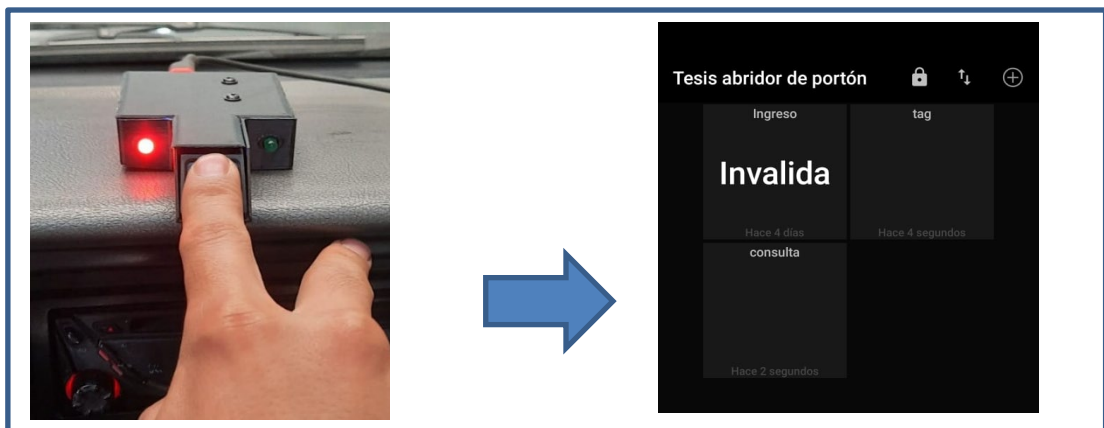 Tesis abridor de portón
Ingreso
tag
Invalida
Hace 4 días
Hace 4 segundos
consulta
Hace 2 segundos